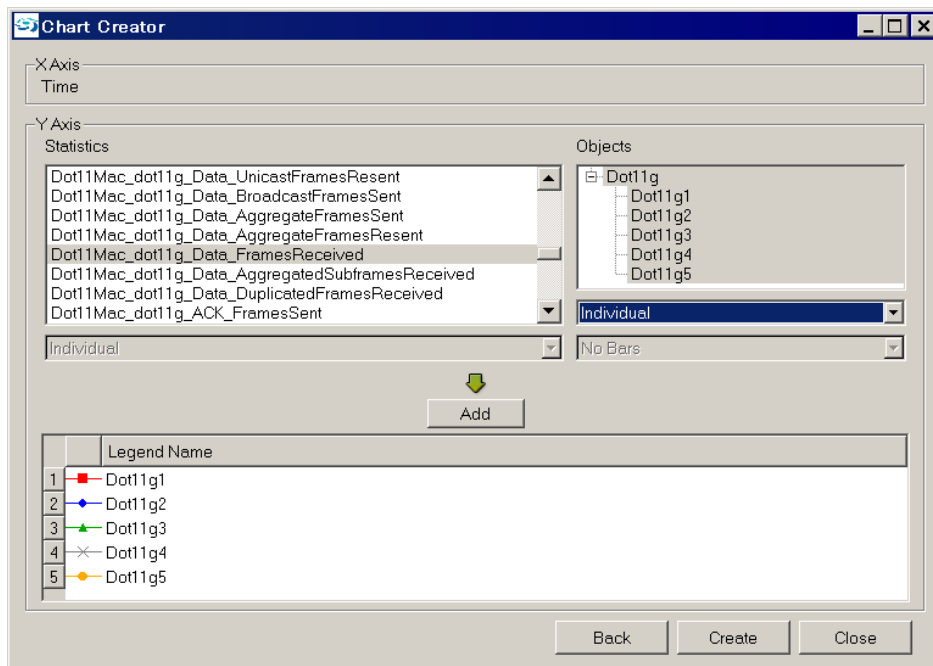 Chart Creator
X Axis
Time
Y Axis
Statistics
Objects
Dot11Mac_dot11g_Data_UnicastFramesResent
Dot11Mac_dot11g_Data_BroadcastFramesSent
Dot11Mac_dot11g_Data_AggregateFramesSent
Dot11Mac_dot11g_Data_AggregateFramesResent
Dot11Mac_dot11g_Data_FramesReceived
Dot11Mac_dot11g_Data_AggregatedSubframesReceived
Dot11Mac_dot11g_Data_DuplicatedFramesReceived
Dot11Mac_dot11g_ACK_FramesSent
Dot11g
Dot11g1
Dot11g2
Dot11g3
Dot11g4
Dot11g5
Individual
Individual
No Bars
Add
Legend Name
1 Dot11g1
2 Dot11g2
3 Dot11g3
4 Dot11g4
5 Dot11g5
Back
Create
Close